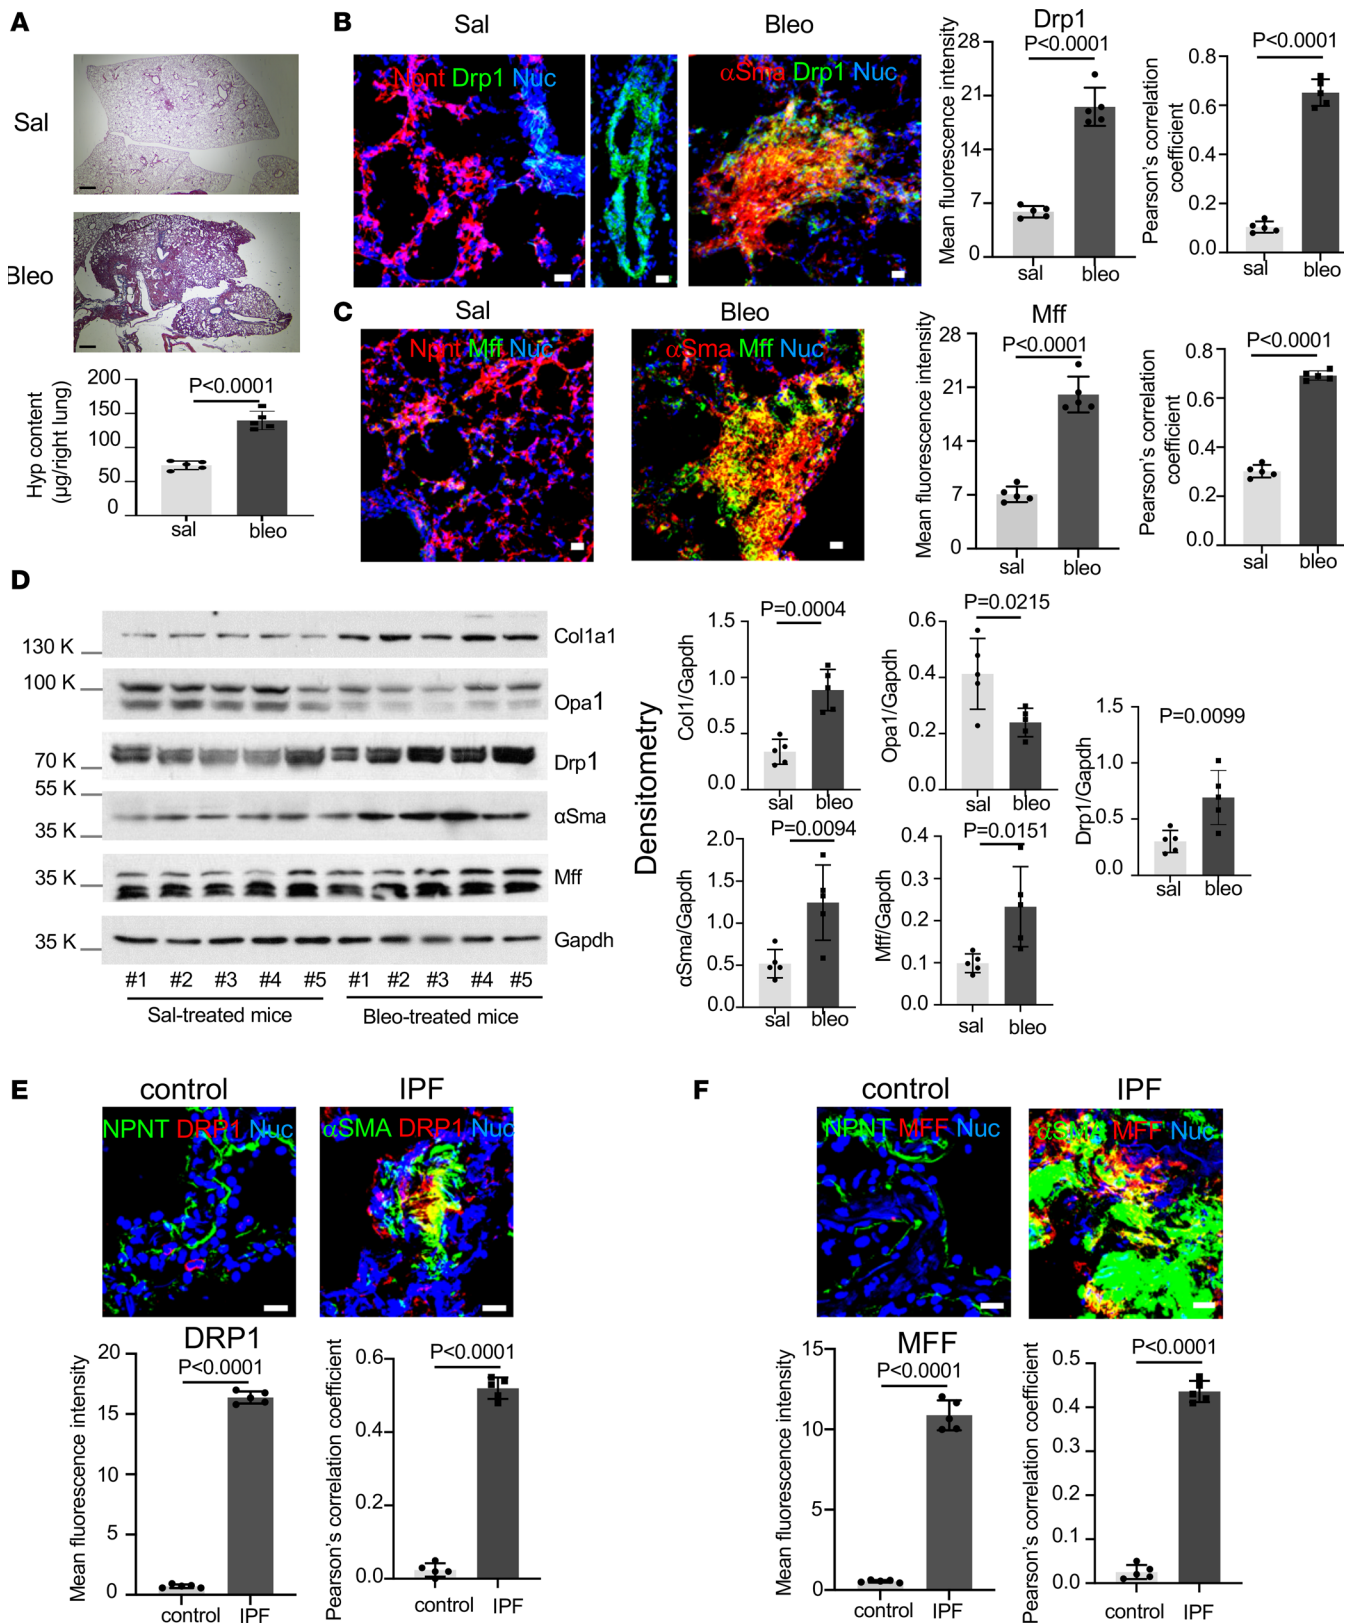 A
Sal
Bleo
Hyp content
(µg/right lung)
200
150
100
50
0
P<0.0001
sal
bleo
B
Sal
Bleo
Npnt Drp1 Nuc
αSma Drp1 Nuc
Drp1
Mean fluorescence intensity
28
21
14
7
0
P<0.0001
sal
bleo
Pearson's correlation
coefficient
0.8
0.6
0.4
0.2
0.0
P<0.0001
sal
bleo
C
Sal
Bleo
Npnt Mff Nuc
αSma Mff Nuc
Mff
Mean fluorescence intensity
28
21
14
7
0
P<0.0001
sal
bleo
Pearson's correlation
coefficient
0.8
0.6
0.4
0.2
0.0
P<0.0001
sal
bleo
D
130 K
Col1a1
100 K
Opa1
70 K
Drp1
55 K
35 K
αSma
35 K
Mff
35 K
Gapdh
#1 #2 #3 #4 #5 #1 #2 #3 #4 #5
Sal-treated mice
Bleo-treated mice
Densitometry
Col1/Gapdh
1.5
1.0
0.5
0.0
P=0.0004
sal
bleo
Opa1/Gapdh
0.6
0.4
0.2
0.0
P=0.0215
sal
bleo
Drp1/Gapdh
1.5
1.0
0.5
0.0
P=0.0099
sal
bleo
αSma/Gapdh
2.0
1.5
1.0
0.5
0.0
P=0.0094
sal
bleo
Mff/Gapdh
0.4
0.3
0.2
0.1
0.0
P=0.0151
sal
bleo
E
control
IPF
NPNT DRP1 Nuc
αSMA DRP1 Nuc
DRP1
Mean fluorescence intensity
20
15
10
5
0
P<0.0001
control
IPF
Pearson's correlation coefficient
0.6
0.4
0.2
0.0
P<0.0001
control
IPF
F
control
IPF
NPNT MFF Nuc
αSMA MFF Nuc
MFF
Mean fluorescence intensity
15
10
5
0
P<0.0001
control
IPF
Pearson's correlation coefficient
0.5
0.4
0.3
0.2
0.1
0.0
P<0.0001
control
IPF